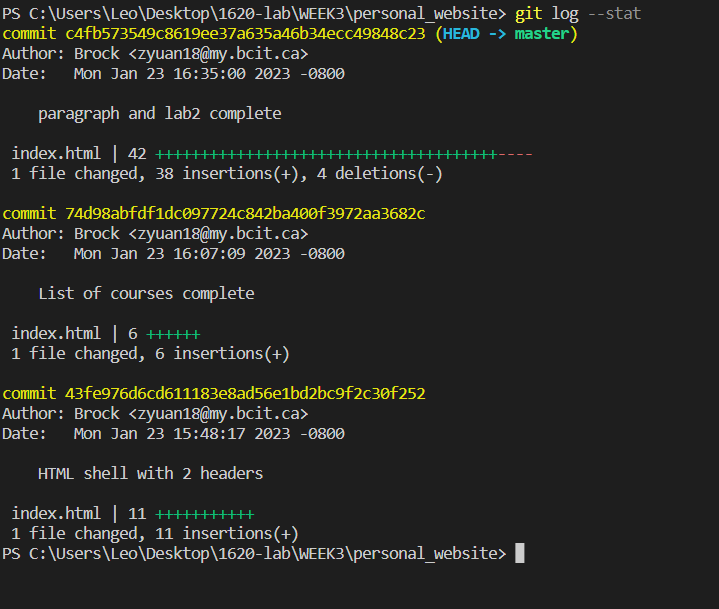 PS C:\Users\Leo\Desktop\1620-lab\WEEK3\personal_website> git log --stat
commit c4fb573549c8619ee37a635a46b34ecc49848c23 (HEAD -> master)
Author: Brock <zyuan18@my.bcit.ca>
Date:   Mon Jan 23 16:35:00 2023 -0800
    paragraph and lab2 complete
 index.html | 42 ++++++++++++++++++++++++++++++++++++++----
 1 file changed, 38 insertions(+), 4 deletions(-)
commit 74d98abfdf1dc097724c842ba400f3972aa3682c
Author: Brock <zyuan18@my.bcit.ca>
Date:   Mon Jan 23 16:07:09 2023 -0800
    List of courses complete
 index.html | 6 ++++++
 1 file changed, 6 insertions(+)
commit 43fe976d6cd611183e8ad56e1bd2bc9f2c30f252
Author: Brock <zyuan18@my.bcit.ca>
Date:   Mon Jan 23 15:48:17 2023 -0800
    HTML shell with 2 headers
 index.html | 11 +++++++++++
 1 file changed, 11 insertions(+)
PS C:\Users\Leo\Desktop\1620-lab\WEEK3\personal_website>